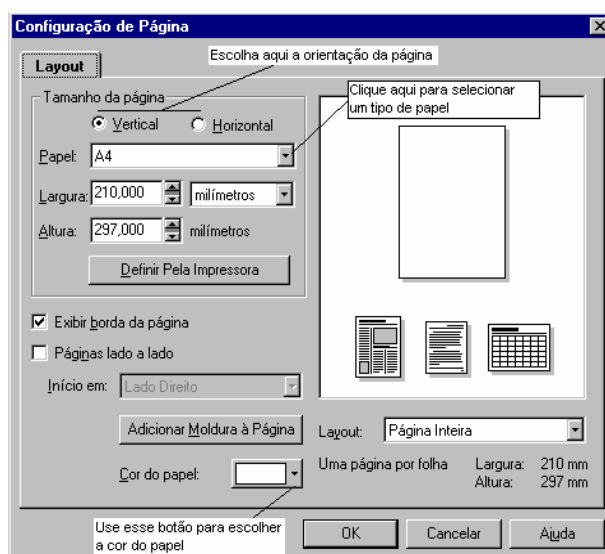 Configuração de Página
Escolha aqui a orientação da página
Layout
Clique aqui para selecionar
um tipo de papel
Tamanho da página
Vertical
Horizontal
Papel: A4
Largura: 210,000 milímetros
Altura: 297,000 milímetros
Definir Pela Impressora
Exibir borda da página
Páginas lado a lado
Início em: Lado Direito
Adicionar Moldura à Página
Layout: Página Inteira
Cor do papel:
Uma página por folha Largura: 210 mm
Altura: 297 mm
Use esse botão para escolher
a cor do papel
OK
Cancelar
Ajuda